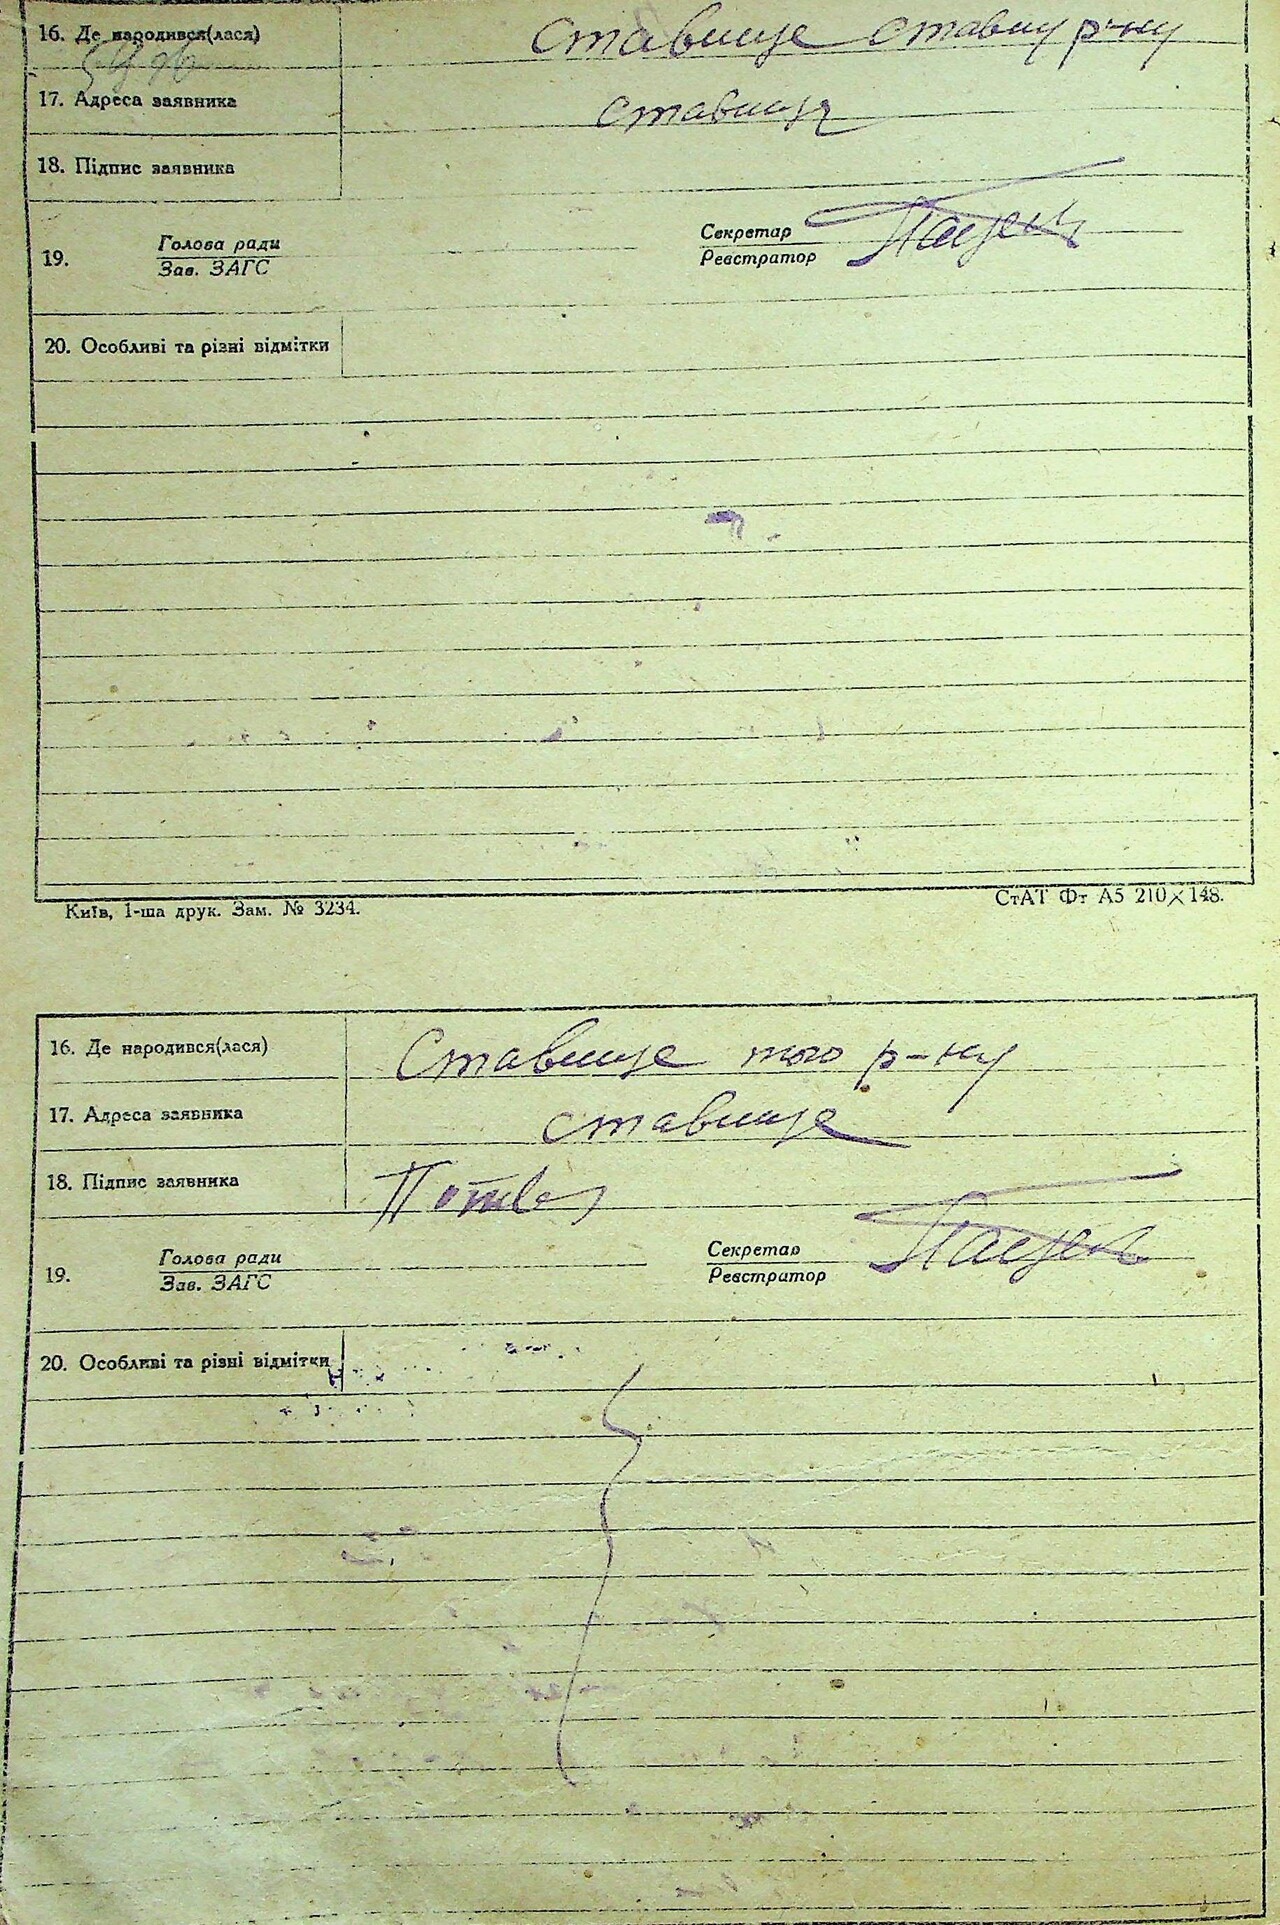 16. Де народився(лася) Ставище Ставищ р-ну
17. Адреса заявника Ставище
18. Підпис заявника
19. Голова ради Секретар
Зав. ЗАГС Реєстратор
20. Особливі та різні відмітки
Київ, 1-ша друк. Зам. № 3234. СтАТ Фт А5 210×148.
16. Де народився(лася) Ставище того р-ну
17. Адреса заявника Ставище
18. Підпис заявника
19. Голова ради Секретар
Зав. ЗАГС Реєстратор
20. Особливі та різні відмітки